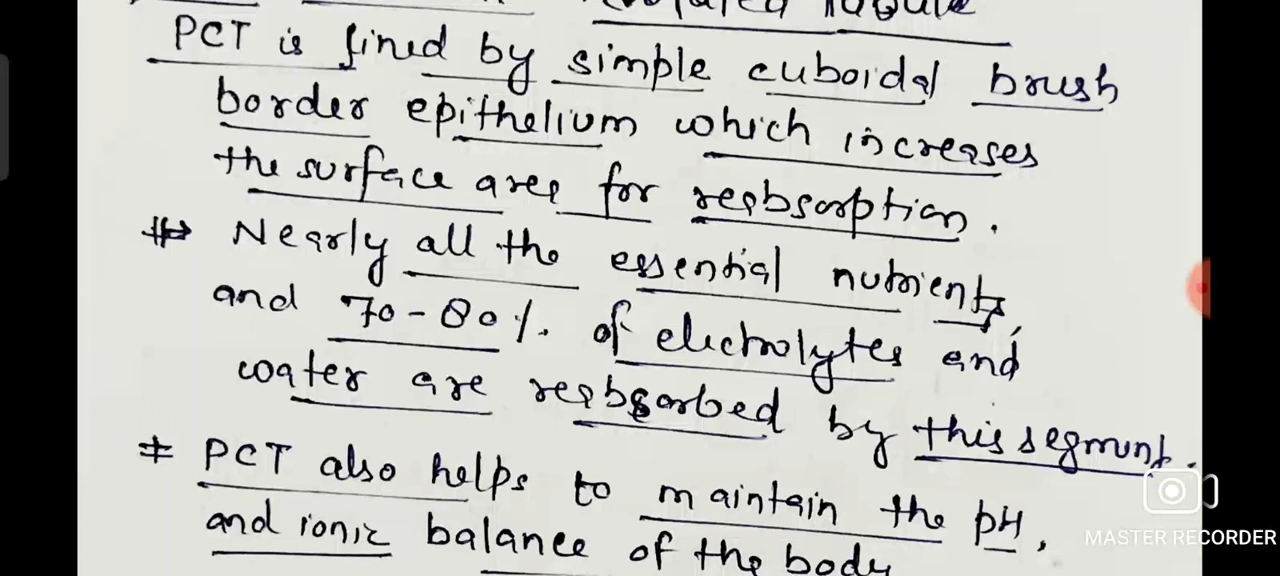 PCT is lined by simple cuboidal brush
border epithelium which increases
the surface area for reabsorption.
Nearly all the essential nutrients,
and 70-80%. of electrolytes and
water are reabsorbed by this segment.
PCT also helps to maintain the pH,
and ionic balance of the body
MASTER RECORDER